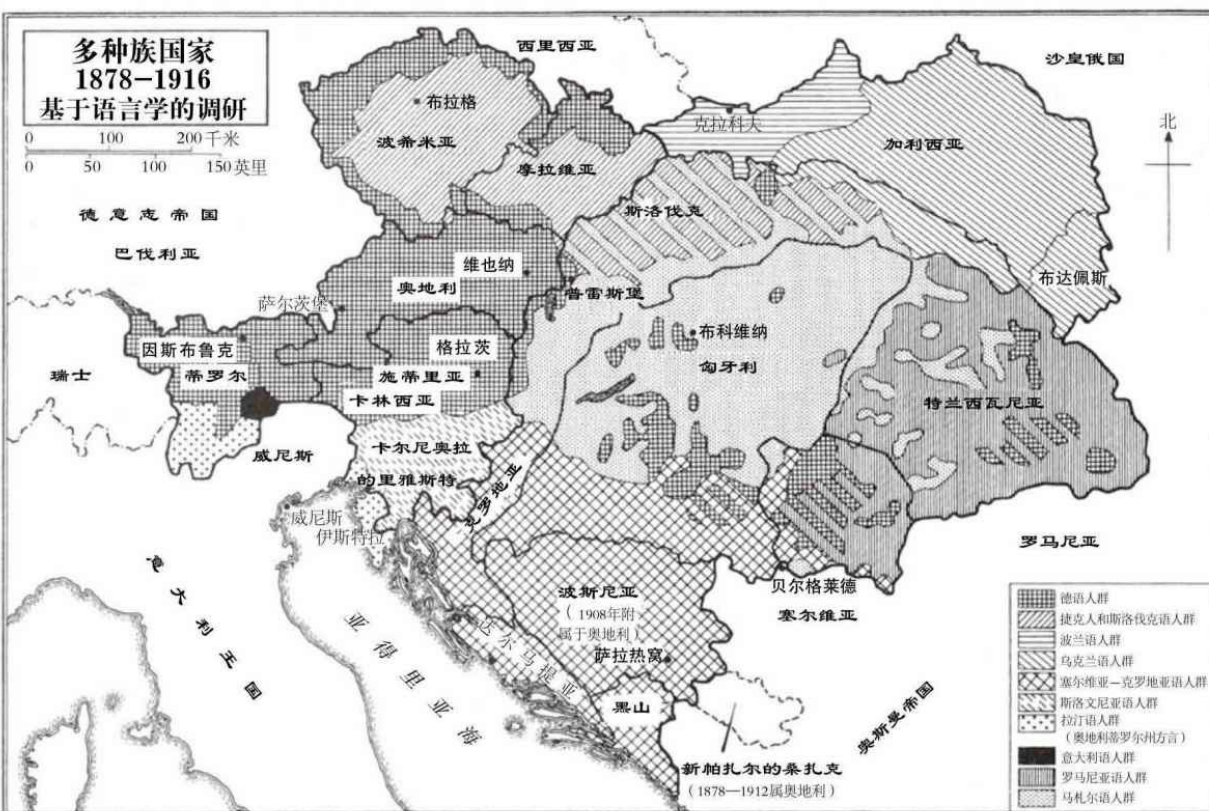 多种族国家
1878-1916
基于语言学的调研
0 100 200 千米
0 50 100 150 英里
西里西亚
沙皇俄国
北
布拉格
波希米亚
克拉科夫
加利西亚
摩拉维亚
斯洛伐克
德意志帝国
巴伐利亚
维也纳
奥地利
普雷斯堡
布达佩斯
萨尔茨堡
因斯布鲁克
格拉茨
布科维纳
匈牙利
瑞士
蒂罗尔
施蒂里亚
卡林西亚
特兰西瓦尼亚
威尼斯
卡尔尼奥拉
的里雅斯特
克罗地亚
威尼斯
伊斯特拉
罗马尼亚
意大利王国
亚得里亚海
波斯尼亚
(1908年附
属于奥地利)
萨拉热窝
贝尔格莱德
塞尔维亚
达尔马提亚
黑山
奥斯曼帝国
新帕扎尔的桑扎克
(1878—1912属奥地利)
德语人群
捷克人和斯洛伐克语人群
波兰语人群
乌克兰语人群
塞尔维亚-克罗地亚语人群
斯洛文尼亚语人群
拉汀语人群
(奥地利蒂罗尔州方言)
意大利语人群
罗马尼亚语人群
马札尔语人群